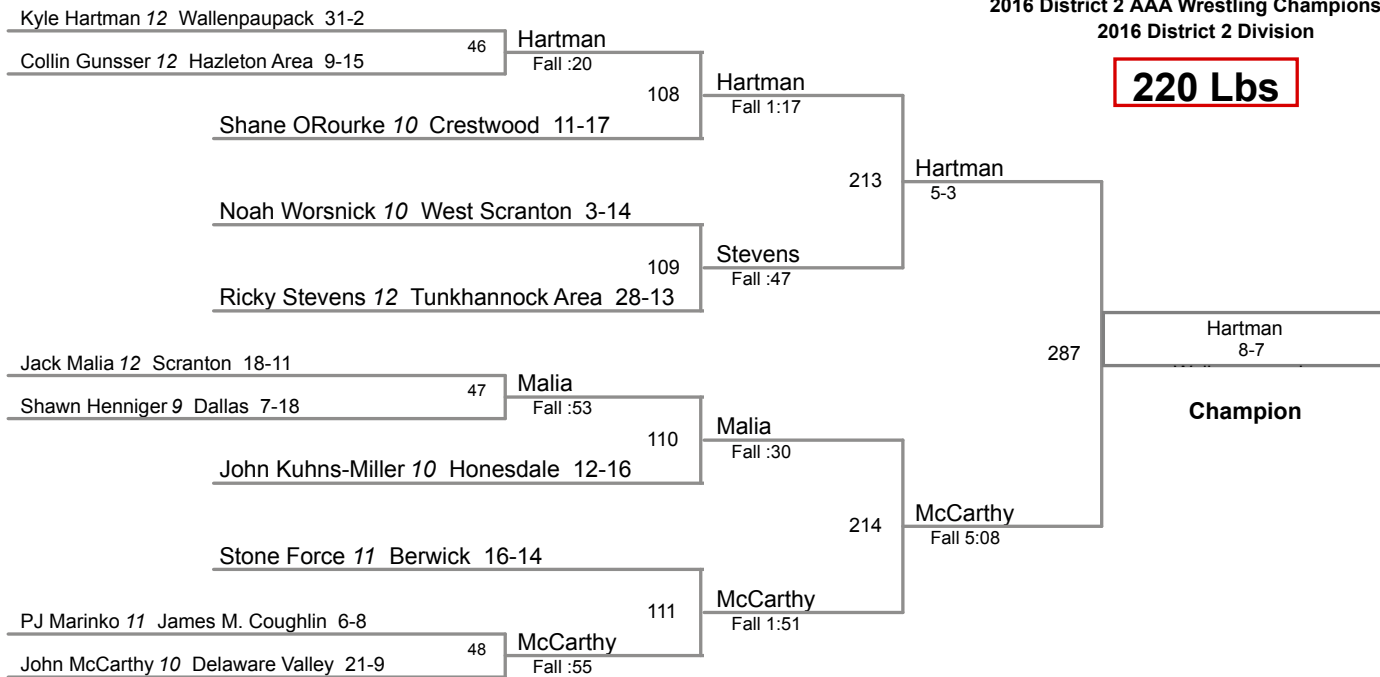 2016 District 2 AAA Wrestling Champions
2016 District 2 Division
220 Lbs
Kyle Hartman 12 Wallenpaupack 31-2
46
Hartman
Fall :20
Collin Gunsser 12 Hazleton Area 9-15
108
Hartman
Fall 1:17
Shane ORourke 10 Crestwood 11-17
213
Hartman
5-3
Noah Worsnick 10 West Scranton 3-14
109
Stevens
Fall :47
Ricky Stevens 12 Tunkhannock Area 28-13
287
Hartman
8-7
Champion
Jack Malia 12 Scranton 18-11
47
Malia
Fall :53
Shawn Henniger 9 Dallas 7-18
110
Malia
Fall :30
John Kuhns-Miller 10 Honesdale 12-16
214
McCarthy
Fall 5:08
Stone Force 11 Berwick 16-14
111
McCarthy
Fall 1:51
PJ Marinko 11 James M. Coughlin 6-8
48
McCarthy
Fall :55
John McCarthy 10 Delaware Valley 21-9